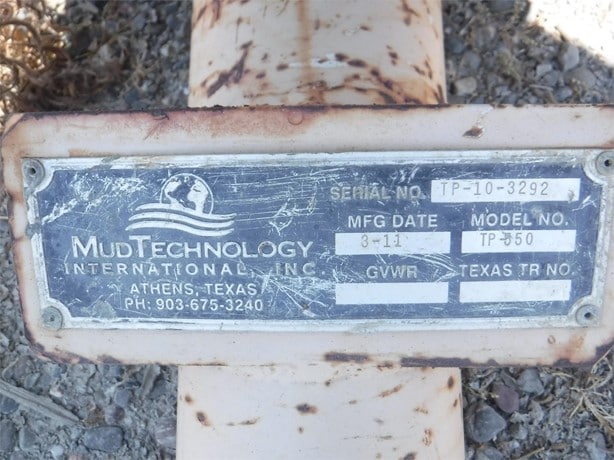 SERIAL NO. TP-10-3292
MFG DATE MODEL NO.
3-11 TP-550
MUDTECHNOLOGY
INTERNATIONAL, INC.
GVWR TEXAS TR NO.
ATHENS, TEXAS
PH: 903-675-3240